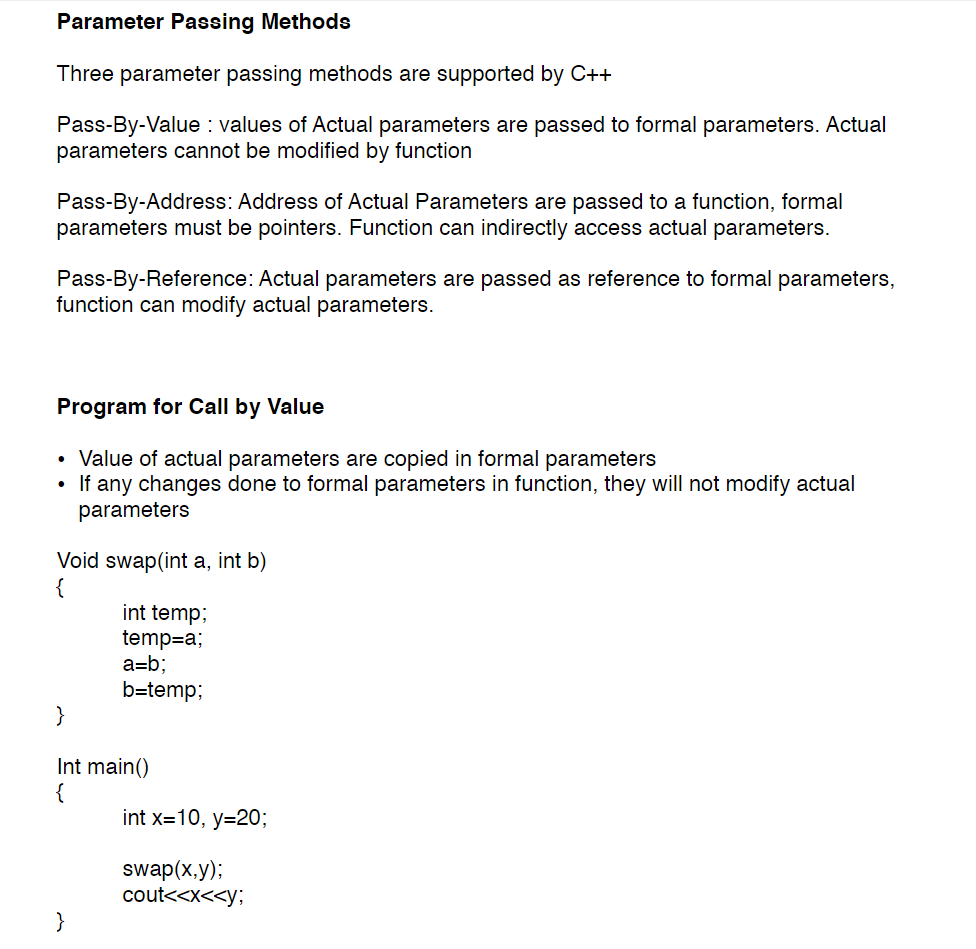 Parameter Passing Methods
Three parameter passing methods are supported by C++
Pass-By-Value : values of Actual parameters are passed to formal parameters. Actual
parameters cannot be modified by function
Pass-By-Address: Address of Actual Parameters are passed to a function, formal
parameters must be pointers. Function can indirectly access actual parameters.
Pass-By-Reference: Actual parameters are passed as reference to formal parameters,
function can modify actual parameters.
Program for Call by Value
• Value of actual parameters are copied in formal parameters
• If any changes done to formal parameters in function, they will not modify actual
parameters
Void swap(int a, int b)
{
int temp;
temp=a;
a=b;
b=temp;
}
Int main()
{
int x=10, y=20;
swap(x,y);
cout<<x<<y;
}